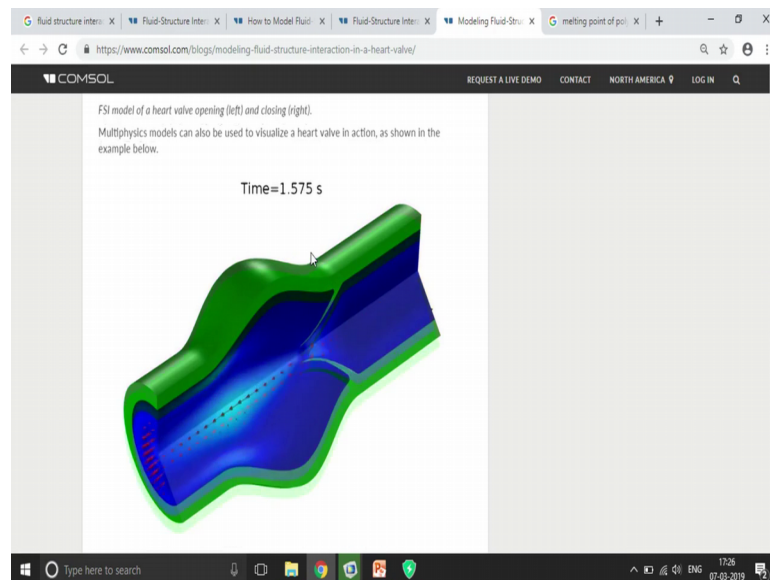 fluid structure interac
Fluid-Structure Intera
How to Model Fluid-
Fluid-Structure Intera
Modeling Fluid-Struc
melting point of pol
https://www.comsol.com/blogs/modeling-fluid-structure-interaction-in-a-heart-valve/
COMSOL
REQUEST A LIVE DEMO
CONTACT
NORTH AMERICA
LOG IN
FSI model of a heart valve opening (left) and closing (right).
Multiphysics models can also be used to visualize a heart valve in action, as shown in the
example below.
Time=1.575 s
Type here to search
ENG
17:26
07-03-2019